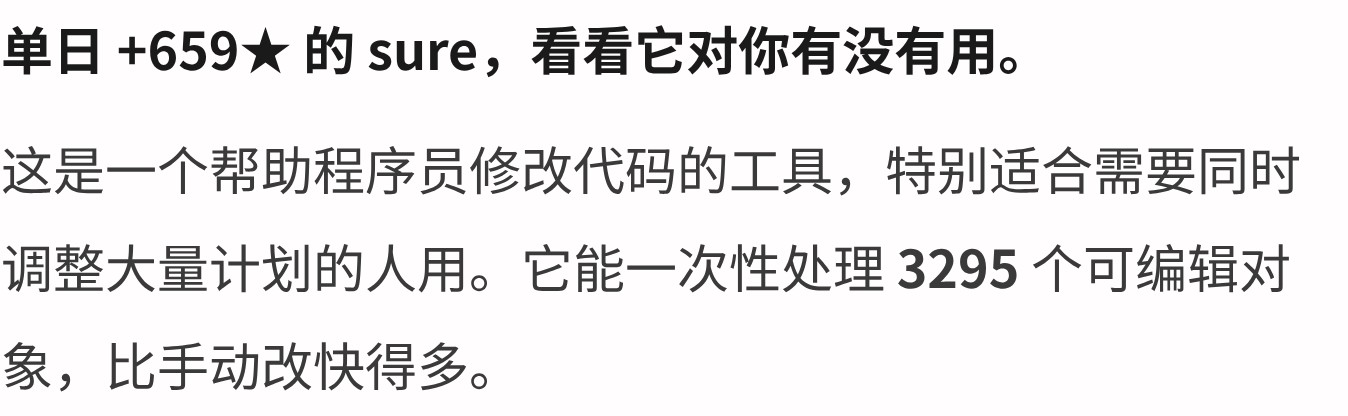 单日 +659★ 的 sure，看看它对你有没有用。
这是一个帮助程序员修改代码的工具，特别适合需要同时
调整大量计划的人用。它能一次性处理 3295 个可编辑对
象，比手动改快得多。